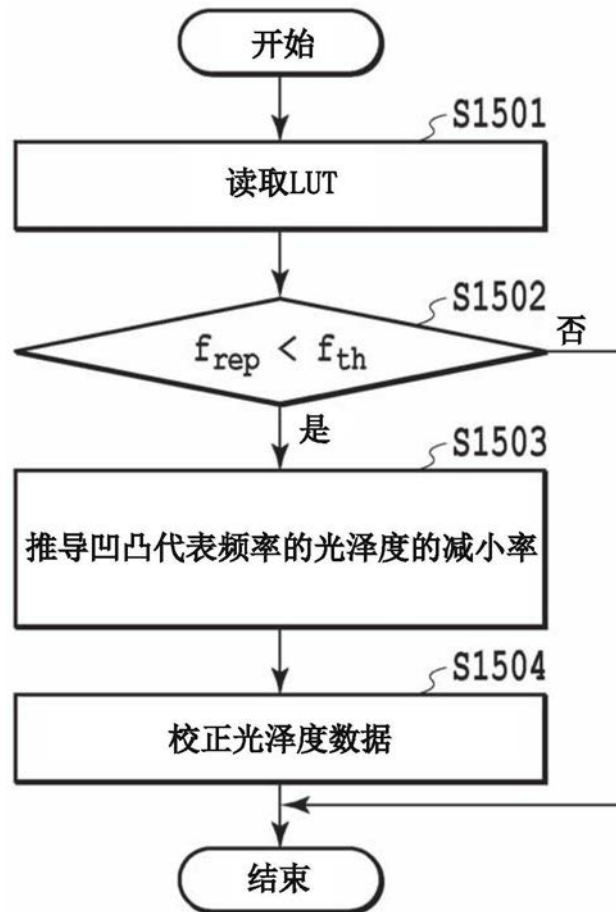 开始
S1501
读取LUT
S1502
f_rep < f_th
否
是
S1503
推导凹凸代表频率的光泽度的减小率
S1504
校正光泽度数据
结束